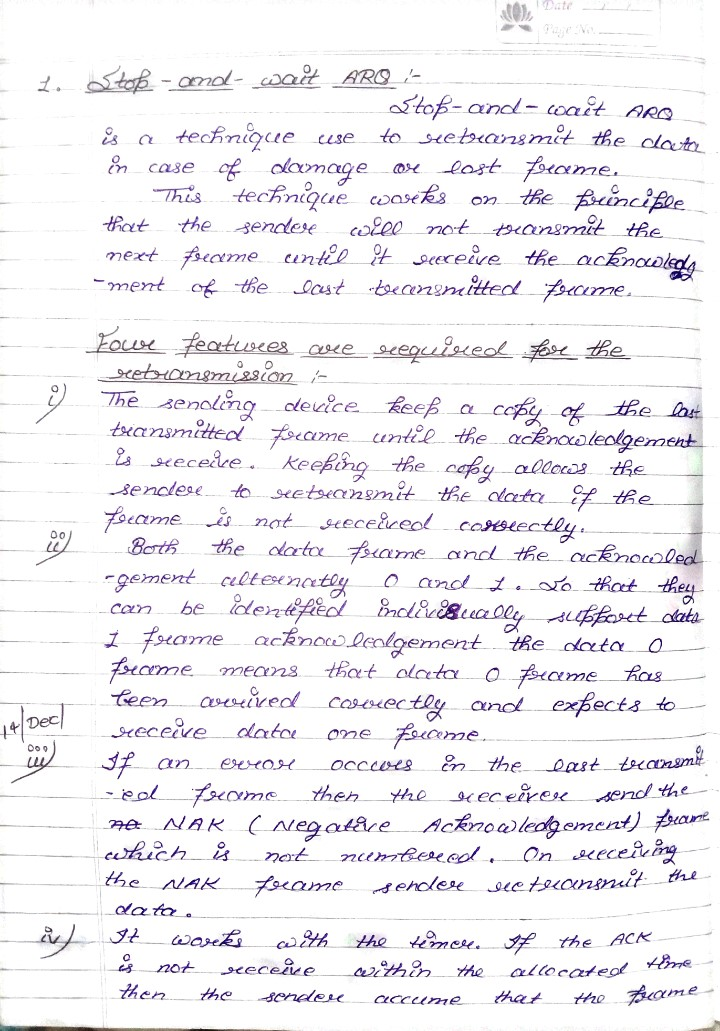 Date
Page No.
1. Stop-and-wait ARQ :-
Stop-and-wait ARQ
is a technique use to retransmit the data
in case of damage or lost frame.
This technique works on the principle
that the sender will not transmit the
next frame until it receive the acknowledg
-ment of the last transmitted frame.
Four features are required for the
retransmission :-
i) The sending device keep a copy of the last
transmitted frame until the acknowledgement
is receive. Keeping the copy allows the
sender to retransmit the data if the
frame is not received correctly.
ii) Both the data frame and the acknowled
-gement alternatly 0 and 1. So that they
can be identified individually support data
1 frame acknowledgement the data 0
frame means that data 0 frame has
been arrived correctly and expects to
receive data one frame.
14/Dec/
iii) If an error occurs in the last transmit
-ed frame then the receiver send the
NAK (Negative Acknowledgement) frame
which is not numbered. On receiving
the NAK frame sender retransmit the
data.
iv) It works with the timer. If the ACK
is not receive within the allocated time
then the sender accume that the frame